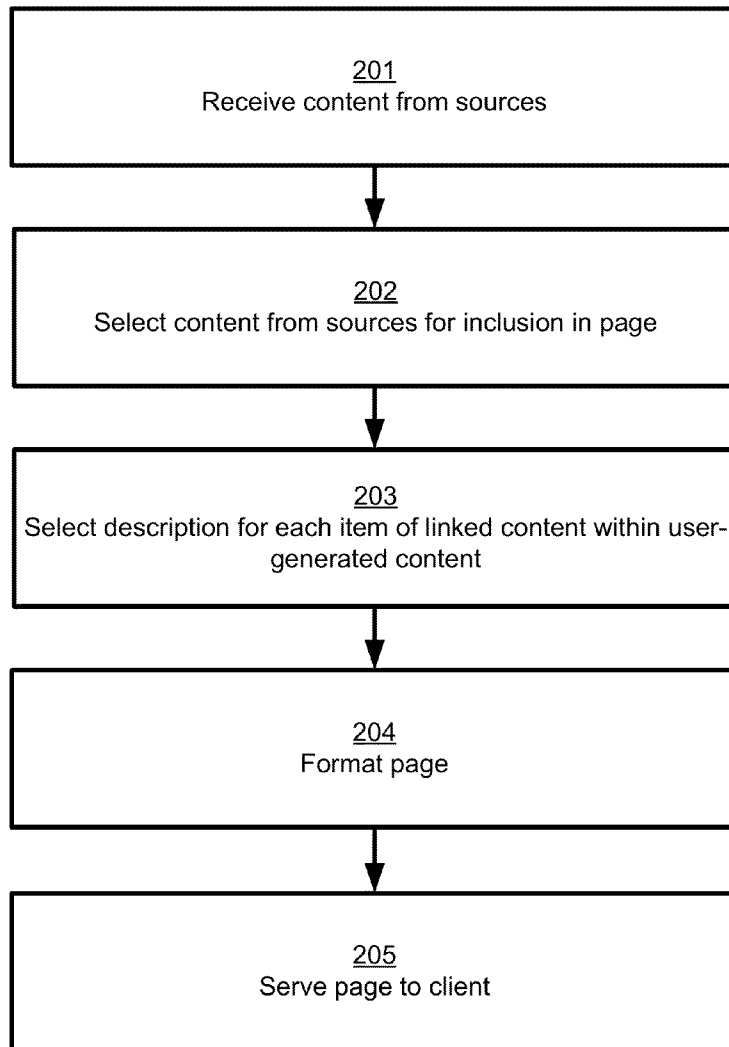 201
Receive content from sources
202
Select content from sources for inclusion in page
203
Select description for each item of linked content within user-
generated content
204
Format page
205
Serve page to client